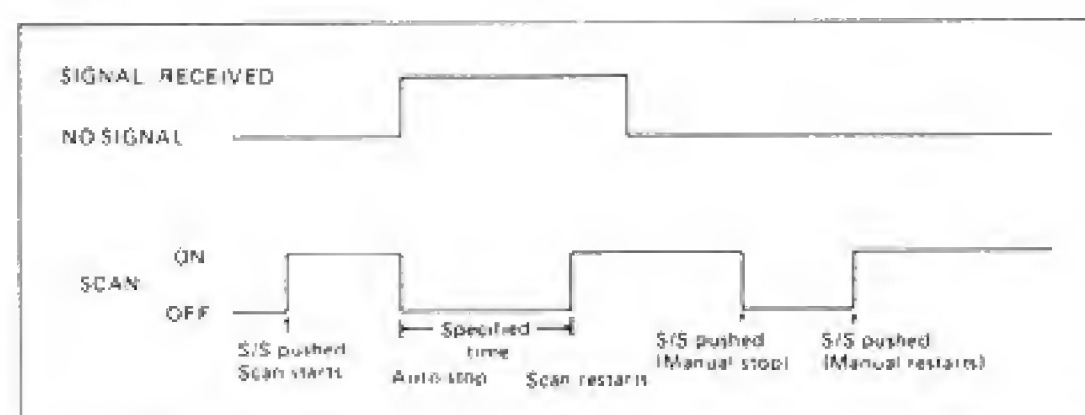 SIGNAL RECEIVED
NO SIGNAL
ON
SCAN
OFF
Specified
time
S/S pushed
Scan starts
Auto-stop
Scan restarts
S/S pushed
(Manual stop)
S/S pushed
(Manual restarts)